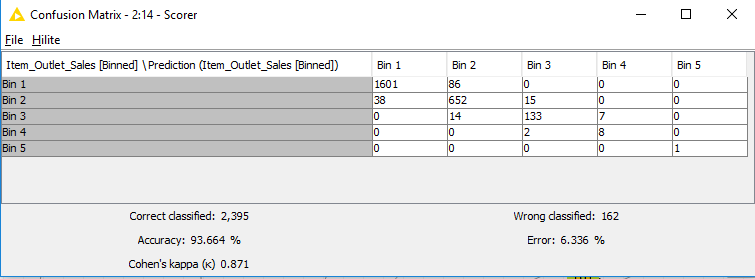 Confusion Matrix - 2:14 - Scorer
File Hilite
Item_Outlet_Sales [Binned] \ Prediction (Item_Outlet_Sales [Binned]) Bin 1 Bin 2 Bin 3 Bin 4 Bin 5
Bin 1 1601 86 0 0 0
Bin 2 38 652 15 0 0
Bin 3 0 14 133 7 0
Bin 4 0 0 2 8 0
Bin 5 0 0 0 0 1
Correct classified: 2,395 Wrong classified: 162
Accuracy: 93.664 % Error: 6.336 %
Cohen's kappa (κ) 0.871